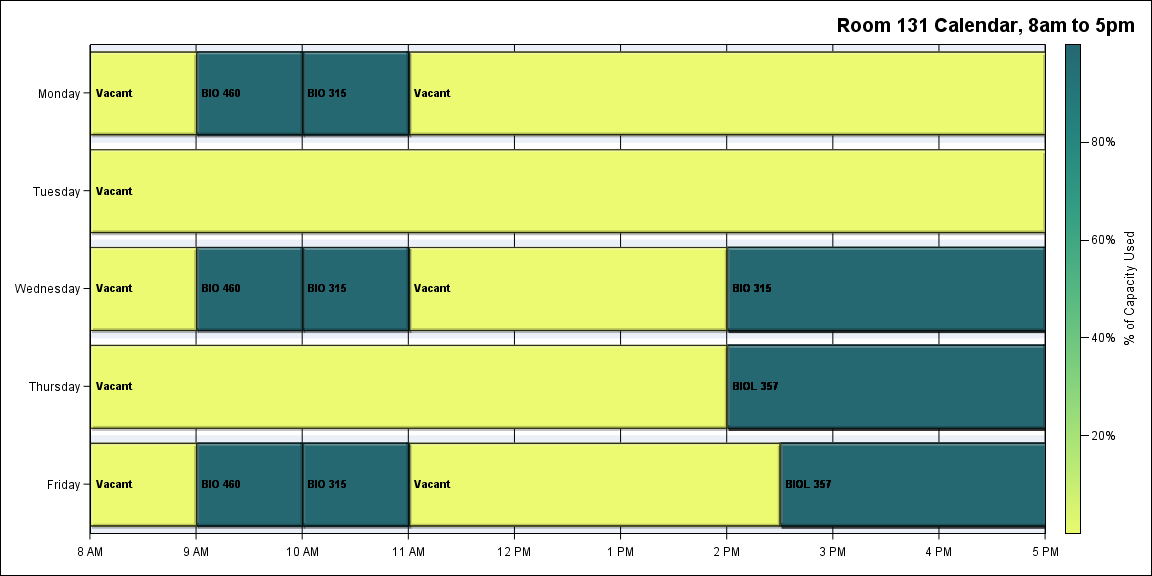 Room 131 Calendar, 8am to 5pm
Monday
Vacant
BIO 460
BIO 315
Vacant
Tuesday
Vacant
Wednesday
Vacant
BIO 460
BIO 315
Vacant
BIO 315
Thursday
Vacant
BIOL 357
Friday
Vacant
BIO 460
BIO 315
Vacant
BIOL 357
8 AM
9 AM
10 AM
11 AM
12 PM
1 PM
2 PM
3 PM
4 PM
5 PM
80%
60%
40%
20%
% of Capacity Used